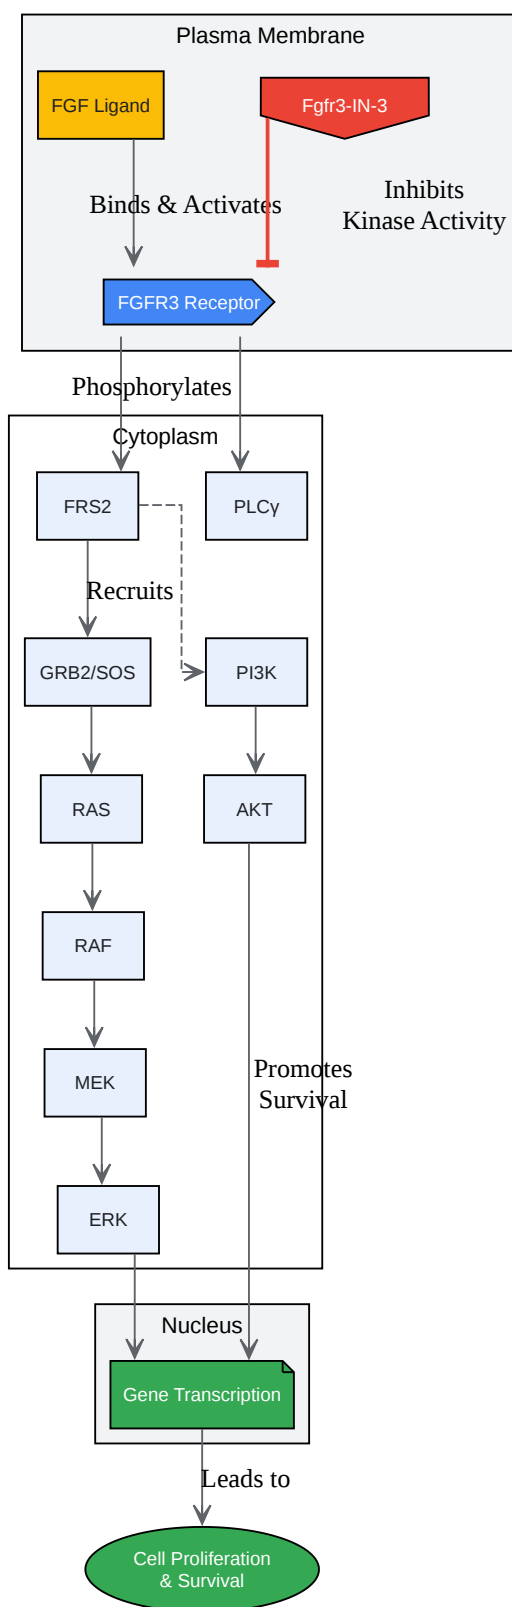 Plasma Membrane
FGF Ligand
Fgfr3-IN-3
Binds & Activates
Inhibits
Kinase Activity
FGFR3 Receptor
Phosphorylates
Cytoplasm
FRS2
PLCγ
Recruits
GRB2/SOS
PI3K
RAS
AKT
RAF
MEK
Promotes
Survival
ERK
Nucleus
Gene Transcription
Leads to
Cell Proliferation
& Survival